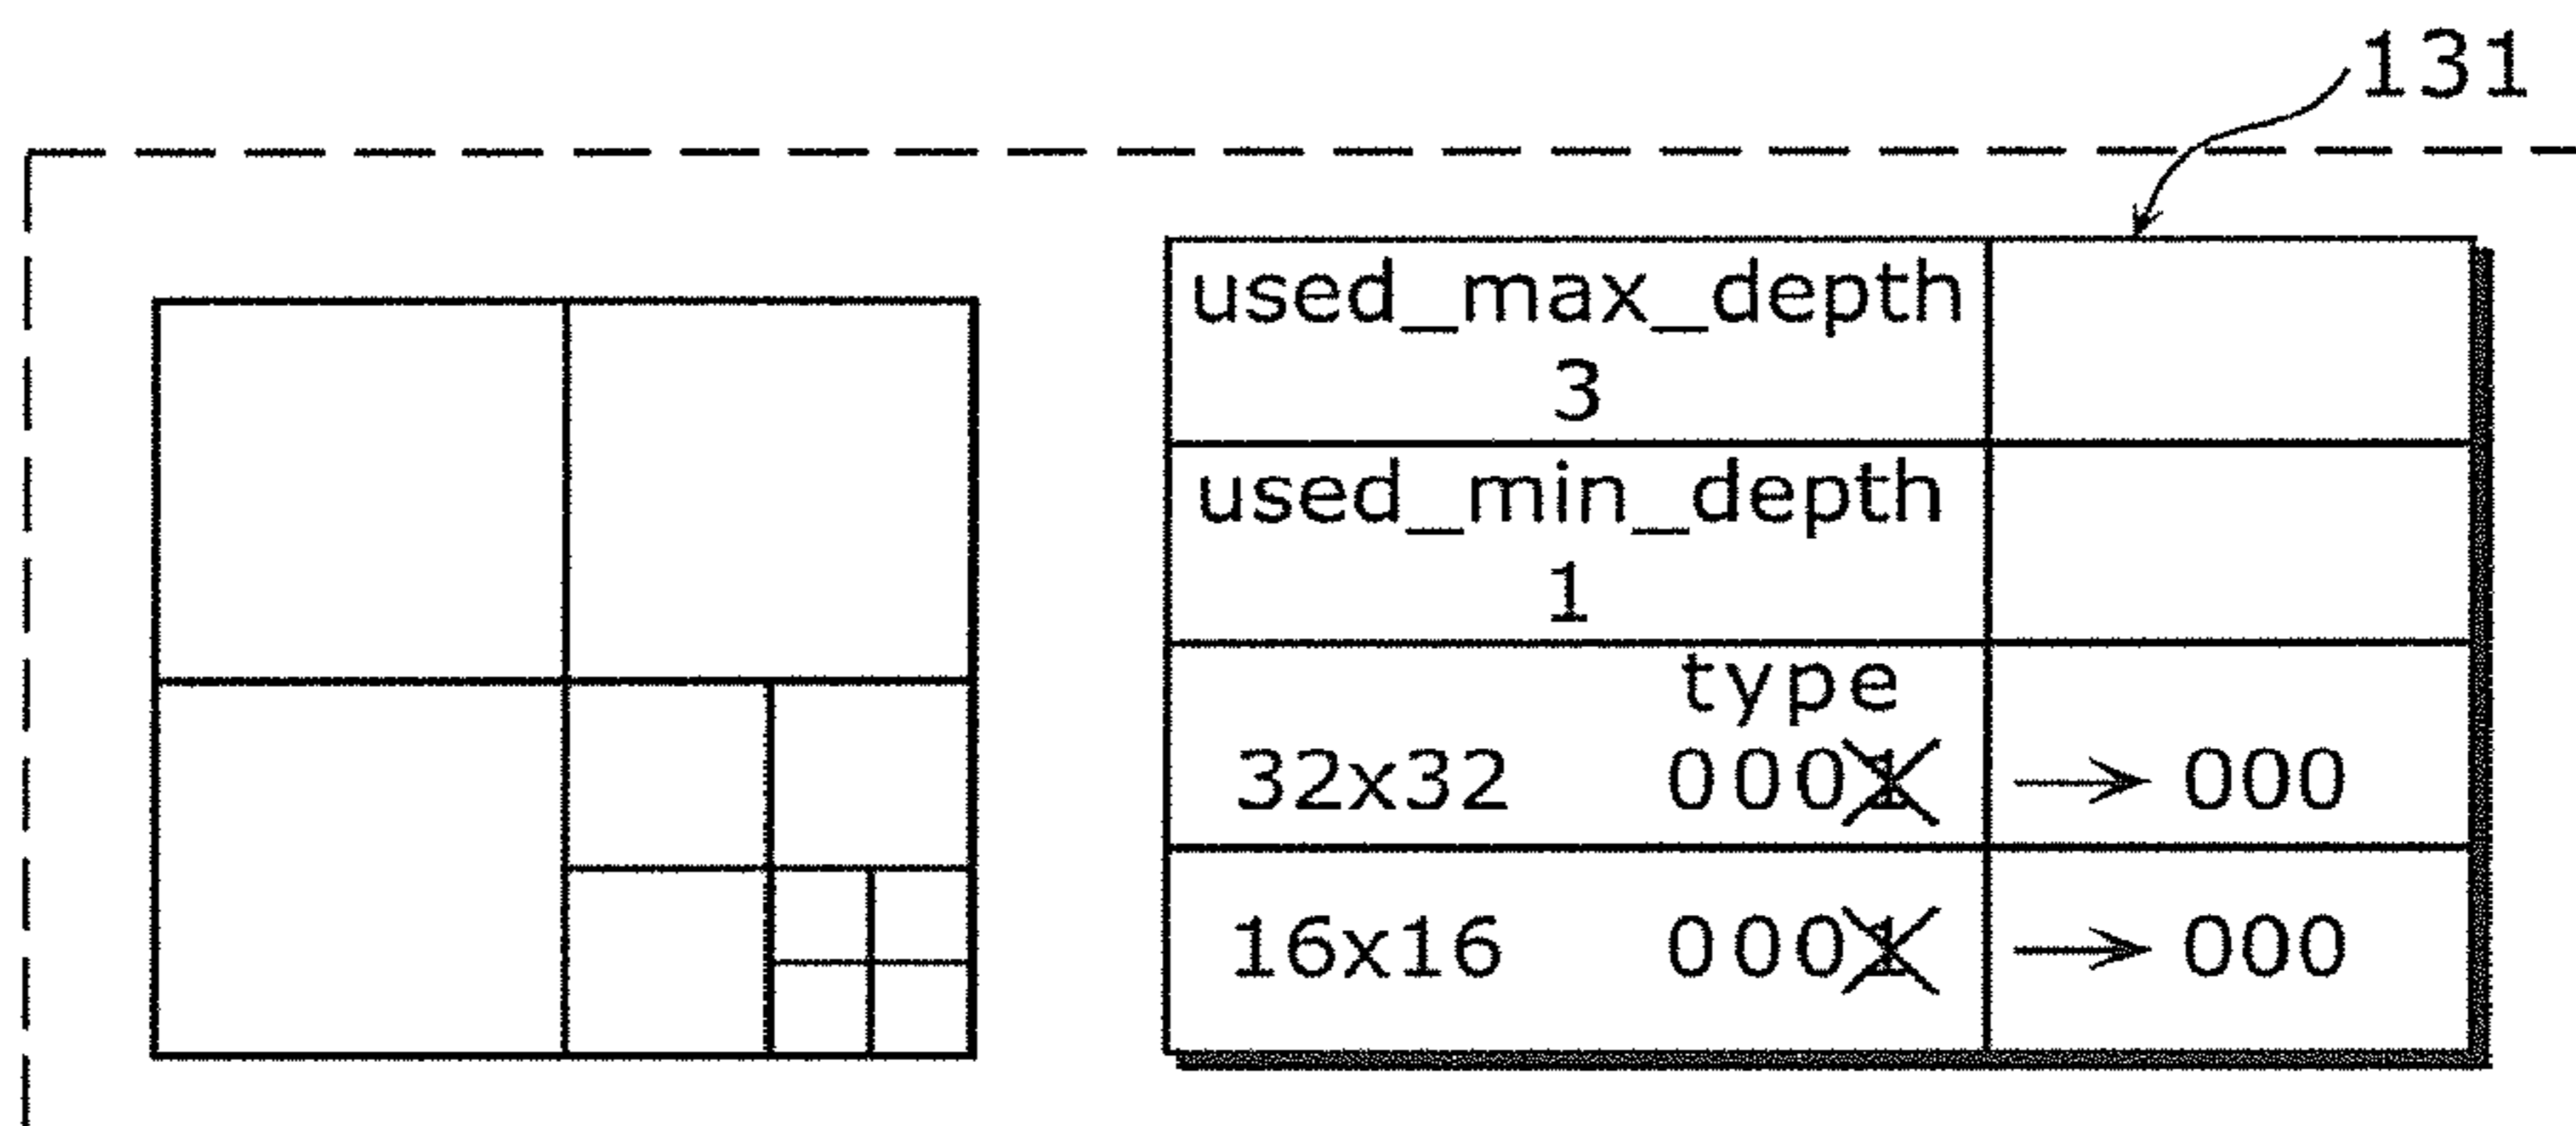 131
used_max_depth
3
used_min_depth
1
type
32x32 0001 → 000
16x16 0001 → 000